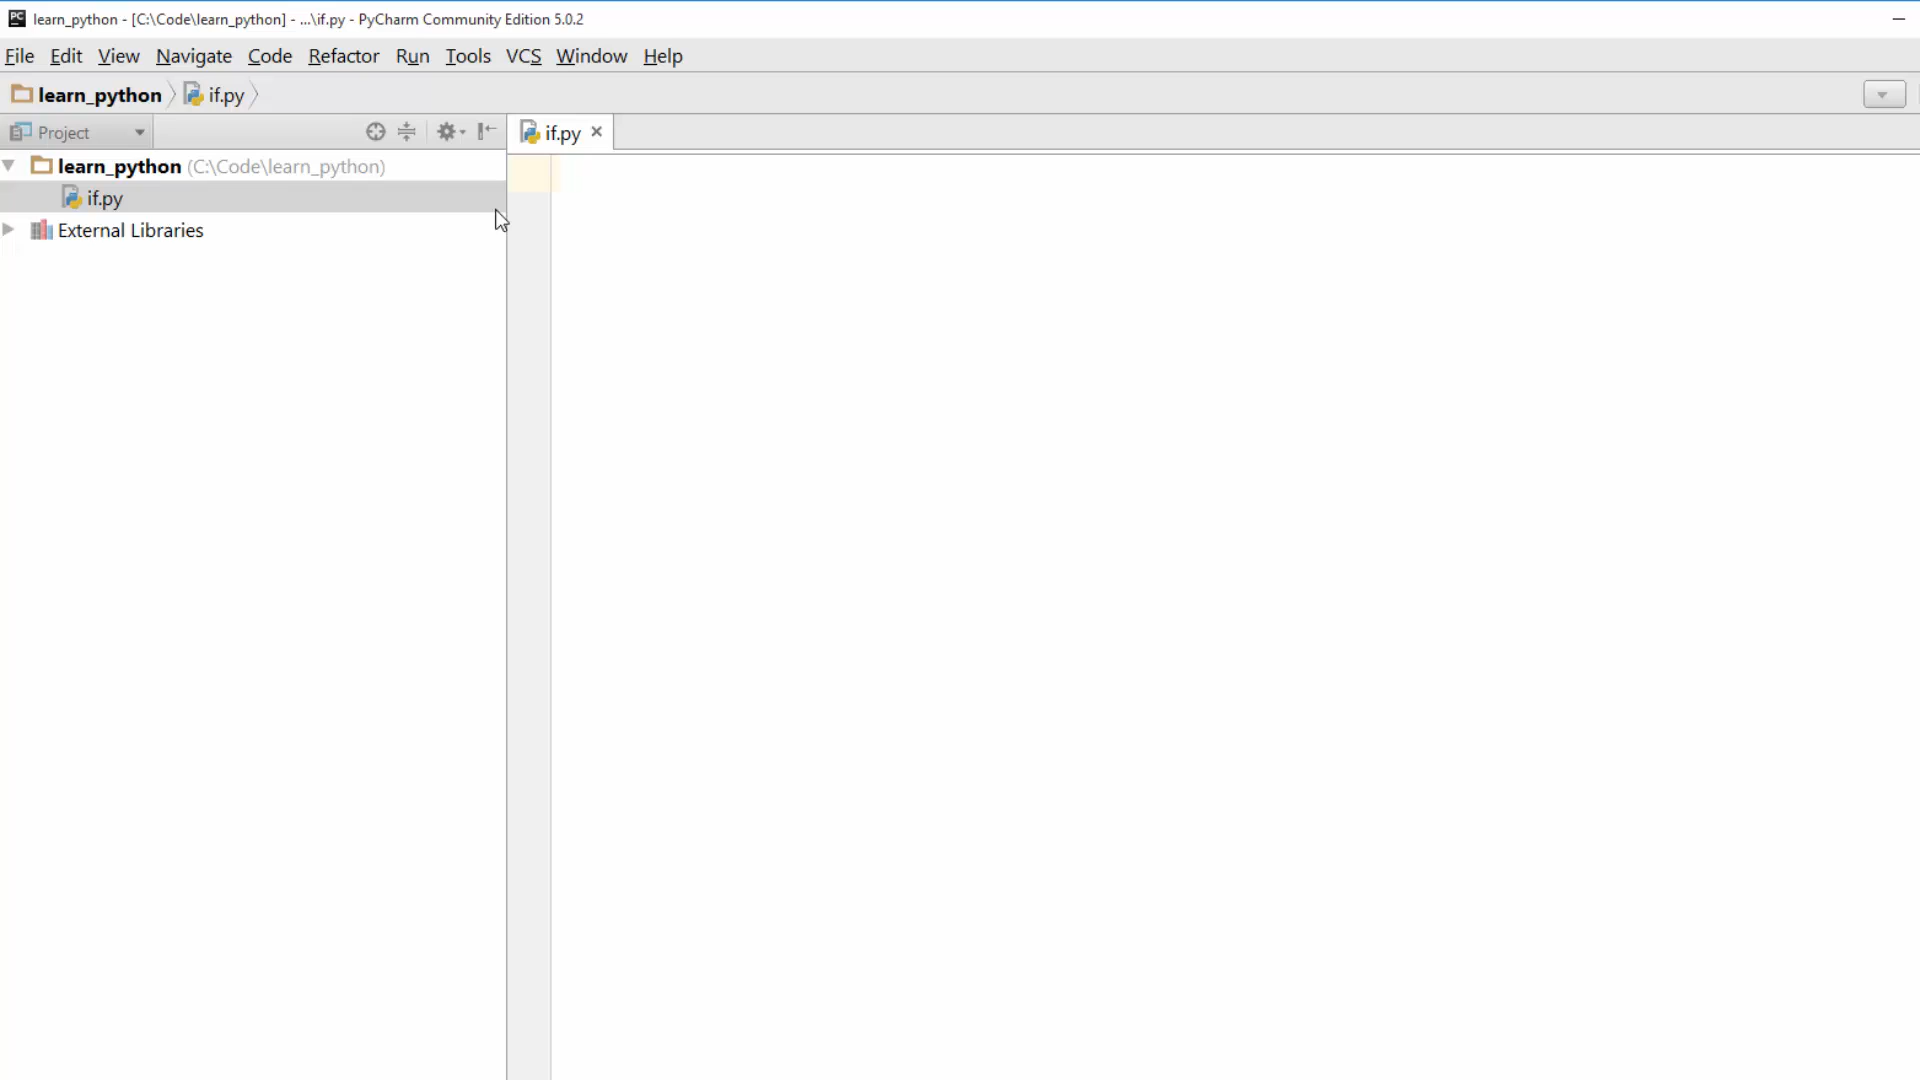 PC learn_python - [C:\Code\learn_python] - ...\if.py - PyCharm Community Edition 5.0.2
File Edit View Navigate Code Refactor Run Tools VCS Window Help
learn_python if.py
Project
if.py
learn_python (C:\Code\learn_python)
if.py
External Libraries